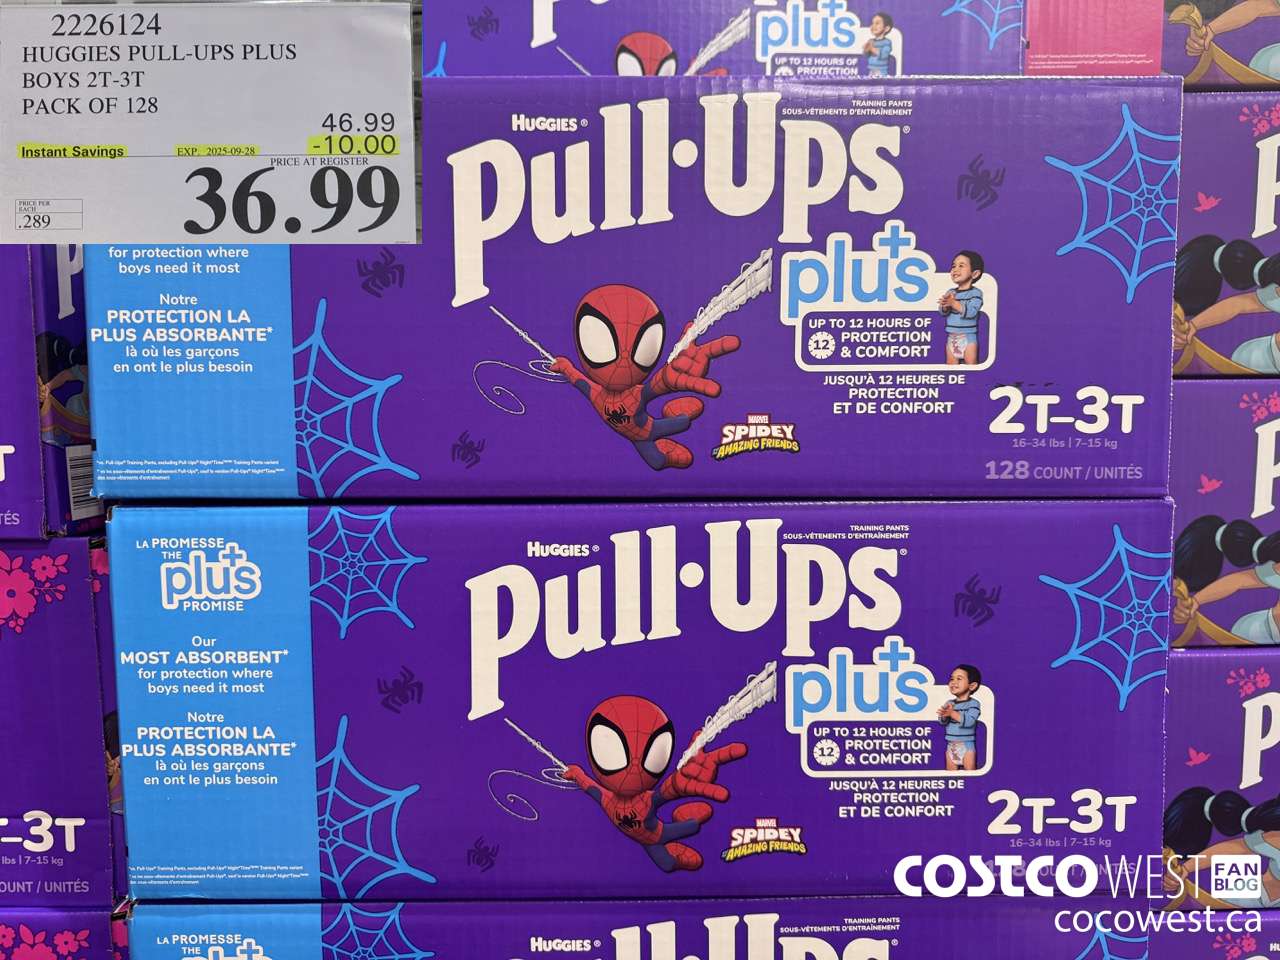 2226124
HUGGIES PULL-UPS PLUS
BOYS 2T-3T
PACK OF 128
46.99
Instant Savings
EXP. 2025-09-28
-10.00
PRICE AT REGISTER
36.99
PRICE PER
EACH
.289
plus
UP TO 12 HOURS OF
PROTECTION
for protection where
boys need it most
Notre
PROTECTION LA
PLUS ABSORBANTE*
là où les garçons
en ont le plus besoin
HUGGIES®
TRAINING PANTS
SOUS-VÊTEMENTS D'ENTRAÎNEMENT
Pull-Ups®
plus+
UP TO 12 HOURS OF
12
PROTECTION
& COMFORT
JUSQU'À 12 HEURES DE
PROTECTION
ET DE CONFORT
MARVEL
SPIDEY
AMAZING FRIENDS
2T-3T
16-34 lbs | 7-15 kg
128 COUNT / UNITÉS
LA PROMESSE
THE
plus+
PROMISE
Our
MOST ABSORBENT*
for protection where
boys need it most
Notre
PROTECTION LA
PLUS ABSORBANTE*
là où les garçons
en ont le plus besoin
HUGGIES®
TRAINING PANTS
SOUS-VÊTEMENTS D'ENTRAÎNEMENT
Pull-Ups®
plus+
UP TO 12 HOURS OF
12
PROTECTION
& COMFORT
JUSQU'À 12 HEURES DE
PROTECTION
ET DE CONFORT
MARVEL
SPIDEY
AMAZING FRIENDS
2T-3T
16-34 lbs | 7-15 kg
-3T
lbs | 7-15 kg
OUNT / UNITÉS
COSTCO WEST FAN BLOG
cocowest.ca
LA PROMESSE
THE
plus+
HUGGIES®
TRAINING PANTS
SOUS-VÊTEMENTS D'ENTRAÎNEMENT
Pull-Ups